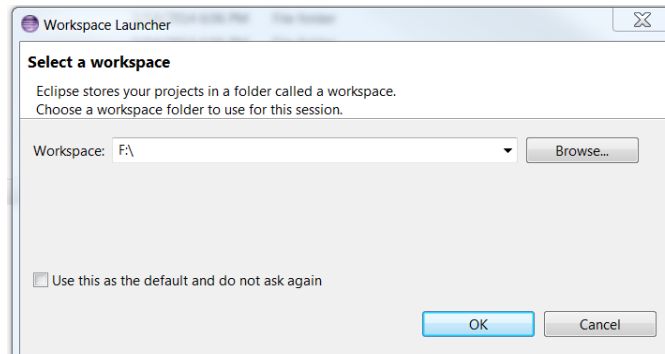 Workspace Launcher
Select a workspace
Eclipse stores your projects in a folder called a workspace.
Choose a workspace folder to use for this session.
Workspace: F:\ Browse...
Use this as the default and do not ask again
OK Cancel